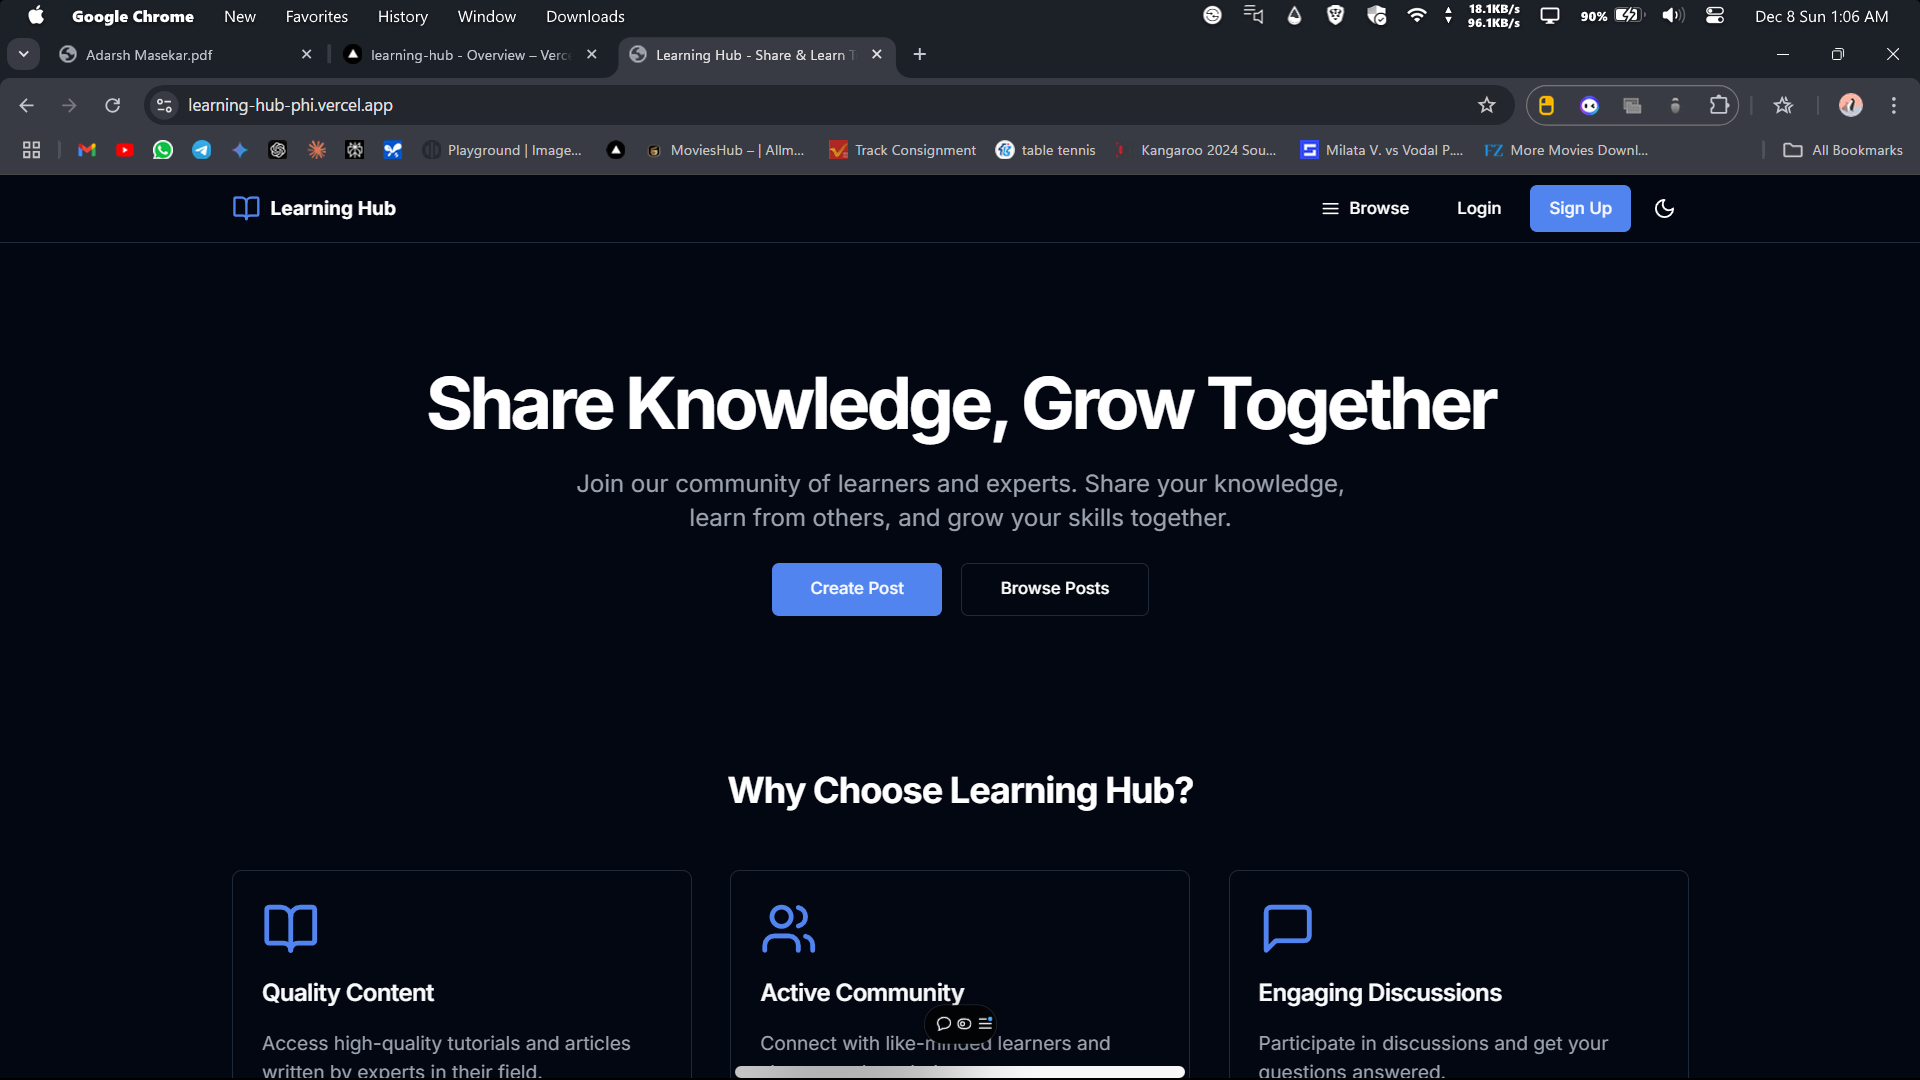 Google Chrome New Favorites History Window Downloads 18.1KB/s 96.1KB/s 90% Dec 8 Sun 1:06 AM
Adarsh Masekar.pdf learning-hub - Overview – Verc Learning Hub - Share & Learn T
learning-hub-phi.vercel.app
Playground | Image... MoviesHub – | Allm... Track Consignment table tennis Kangaroo 2024 Sou... Milata V. vs Vodal P.... FZ More Movies Downl... All Bookmarks
Learning Hub Browse Login Sign Up
Share Knowledge, Grow Together
Join our community of learners and experts. Share your knowledge,
learn from others, and grow your skills together.
Create Post Browse Posts
Why Choose Learning Hub?
Quality Content Active Community Engaging Discussions
Access high-quality tutorials and articles Connect with like-minded learners and Participate in discussions and get your
written by experts in their field. questions answered.